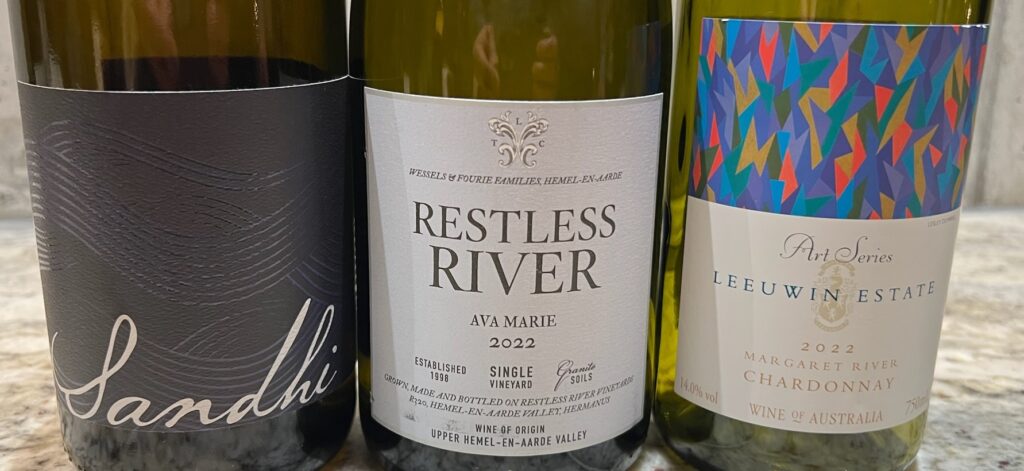 Sandhi
L
T C
WESSELS & FOURIE FAMILIES, HEMEL-EN-AARDE
RESTLESS
RIVER
AVA MARIE
2022
ESTABLISHED
1998
SINGLE
VINEYARD
Granite
SOILS
GROWN, MADE AND BOTTLED ON RESTLESS RIVER VINEYARDS
R320, HEMEL-EN-AARDE VALLEY, HERMANUS
WINE OF ORIGIN
UPPER HEMEL-EN-AARDE VALLEY
Art Series
LEEUWIN ESTATE
2022
MARGARET RIVER
CHARDONNAY
14.0% vol
WINE OF AUSTRALIA
750ml